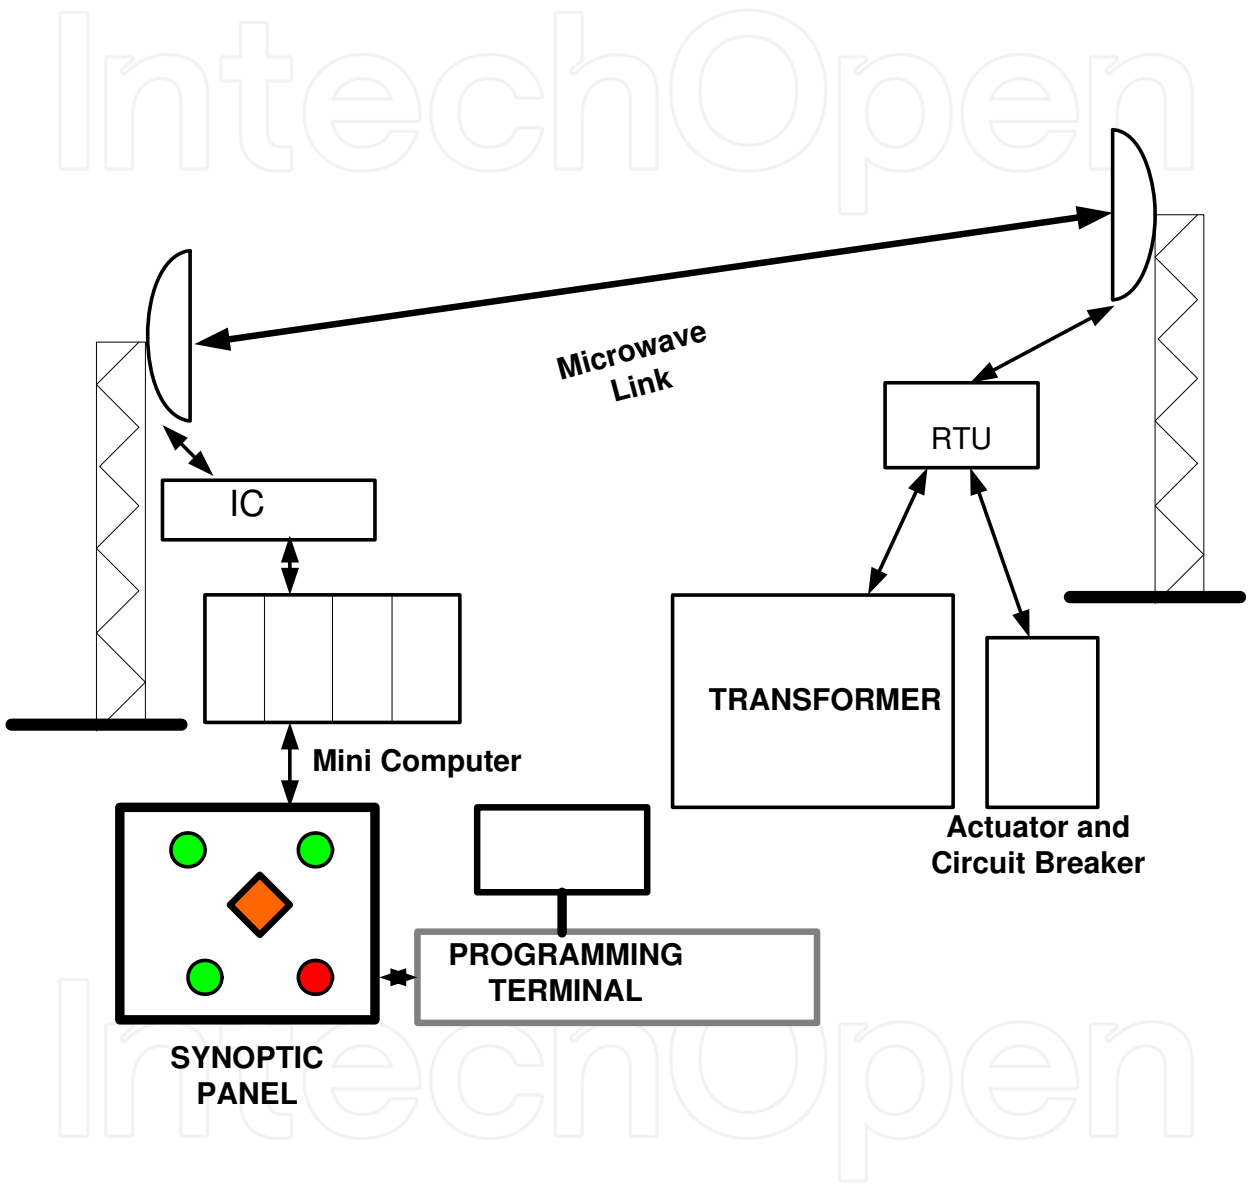 IntechOpen
Microwave
Link
RTU
IC
TRANSFORMER
Mini Computer
Actuator and
Circuit Breaker
PROGRAMMING
TERMINAL
SYNOPTIC
PANEL
IntechOpen